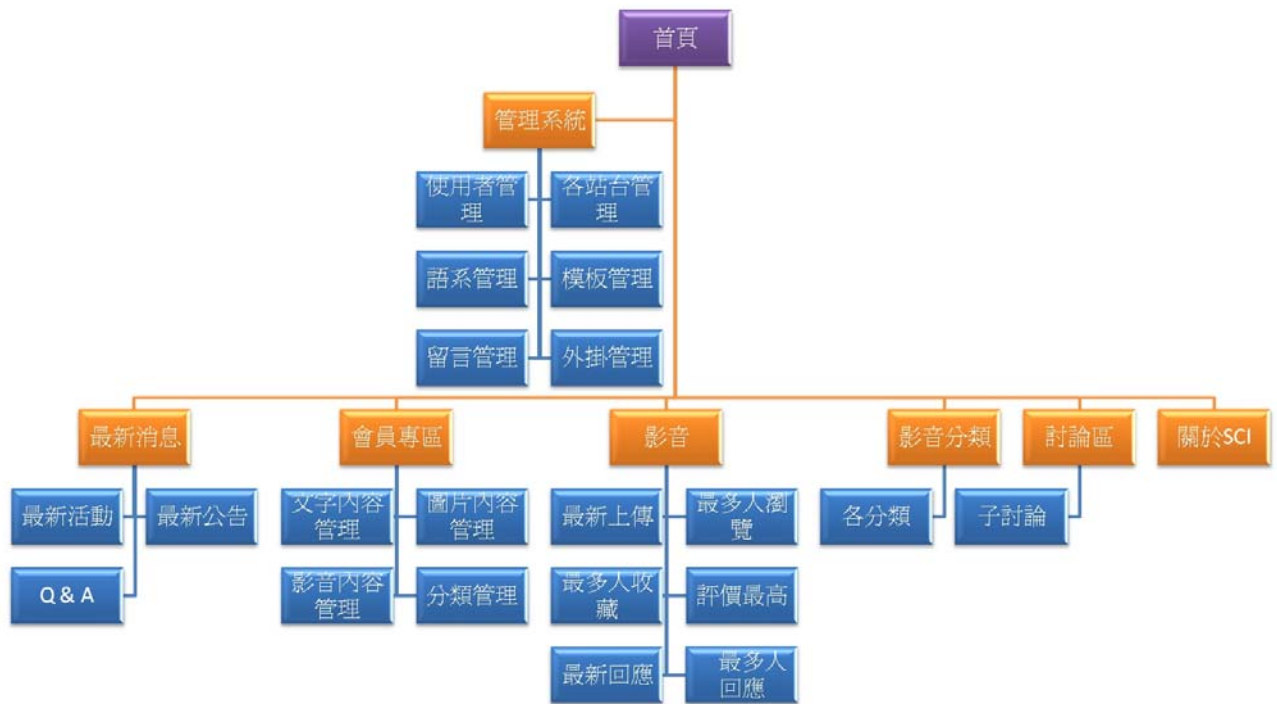 首頁
管理系統
使用者管
理
各站台管
理
語系管理
模板管理
留言管理
外掛管理
最新消息
會員專區
影音
影音分類
討論區
關於SCI
最新活動
最新公告
Q & A
文字內容
管理
圖片內容
管理
影音內容
管理
分類管理
最新上傳
最多人瀏
覽
最多人收
藏
評價最高
最新回應
最多人
回應
各分類
子討論